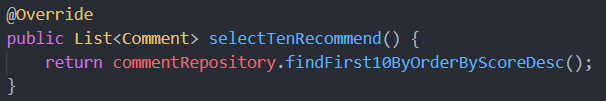 @Override
public List<Comment> selectTenRecommend() {
    return commentRepository.findFirst10ByOrderByScoreDesc();
}